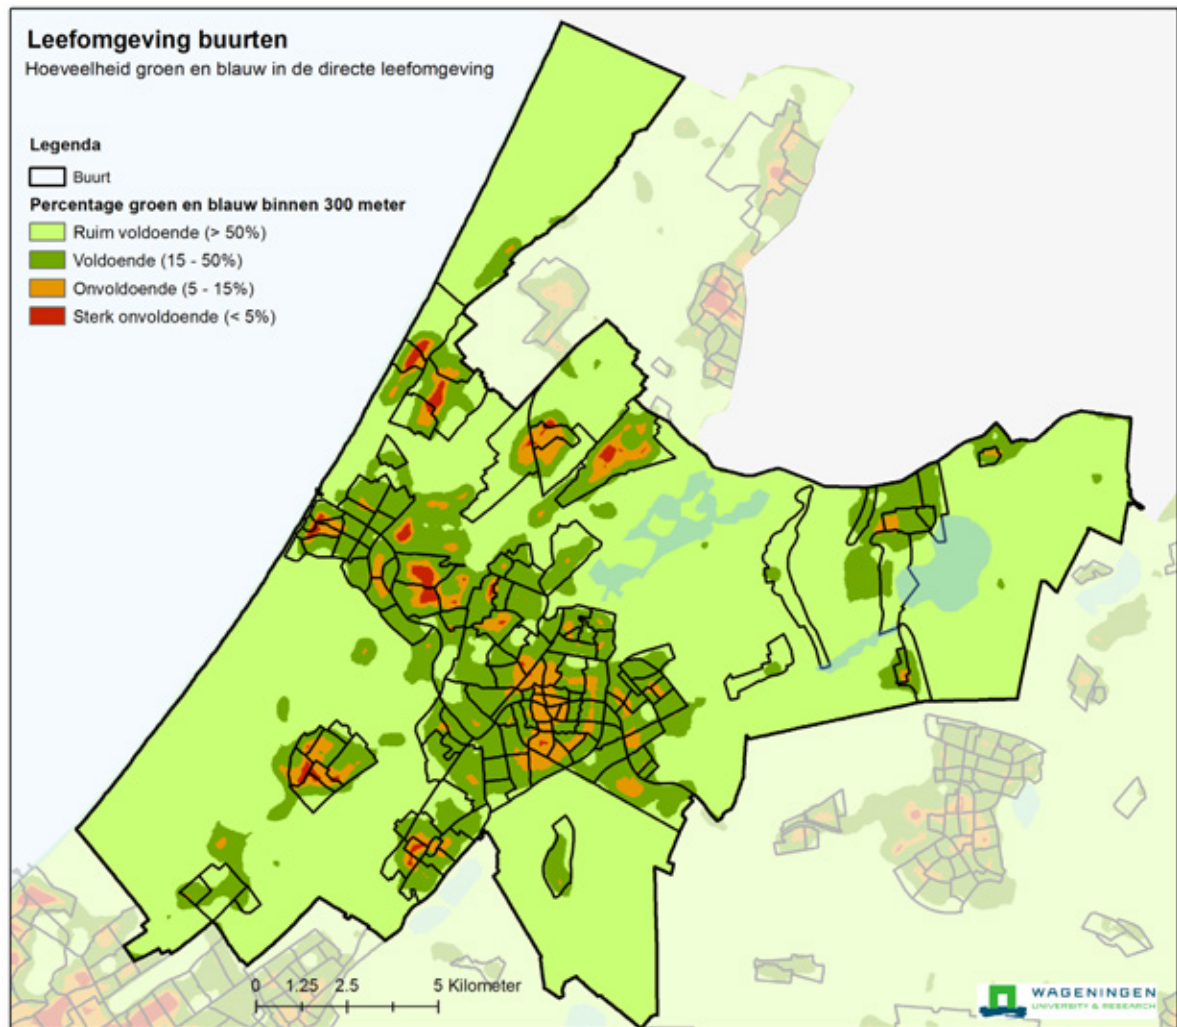 Leefomgeving buurten
Hoeveelheid groen en blauw in de directe leefomgeving
Legenda
Buurt
Percentage groen en blauw binnen 300 meter
Ruim voldoende (> 50%)
Voldoende (15 - 50%)
Onvoldoende (5 - 15%)
Sterk onvoldoende (< 5%)
0 1.25 2.5 5 Kilometer
WAGENINGEN
UNIVERSITY & RESEARCH